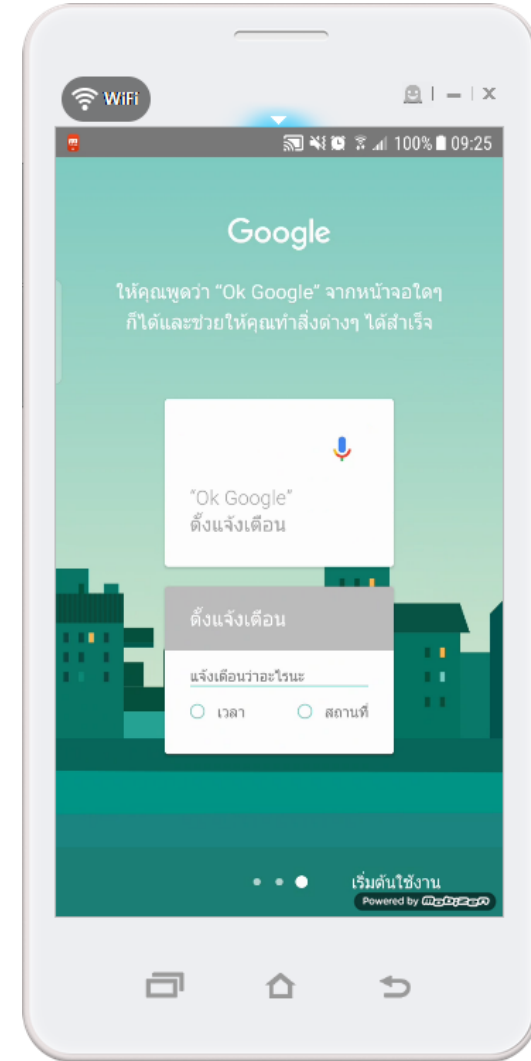 WiFi
100% 09:25
Google
ให้คุณพูดว่า “Ok Google” จากหน้าจอใดๆ
ก็ได้และช่วยให้คุณทำสิ่งต่างๆ ได้สำเร็จ
“Ok Google”
ตั้งแจ้งเตือน
ตั้งแจ้งเตือน
แจ้งเตือนว่าอะไรนะ
เวลา สถานที่
เริ่มต้นใช้งาน
Powered by mobizen